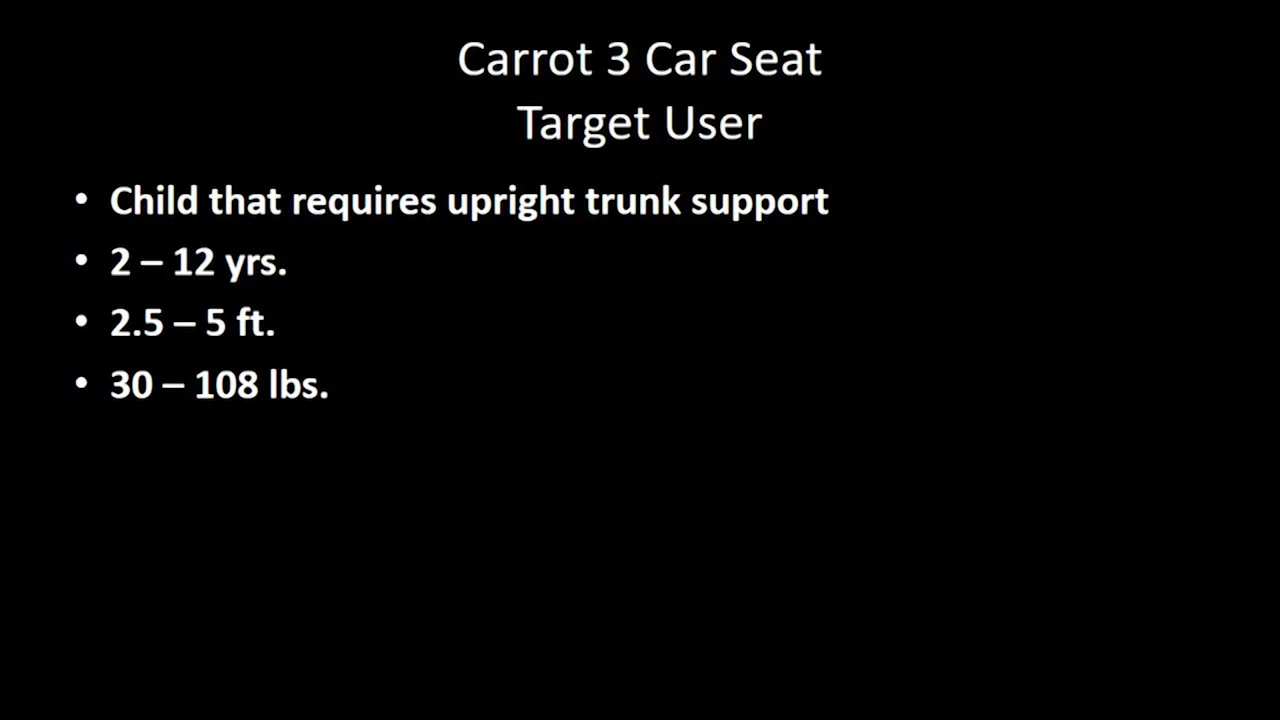 Carrot 3 Car Seat
Target User
• Child that requires upright trunk support
• 2 – 12 yrs.
• 2.5 – 5 ft.
• 30 – 108 lbs.